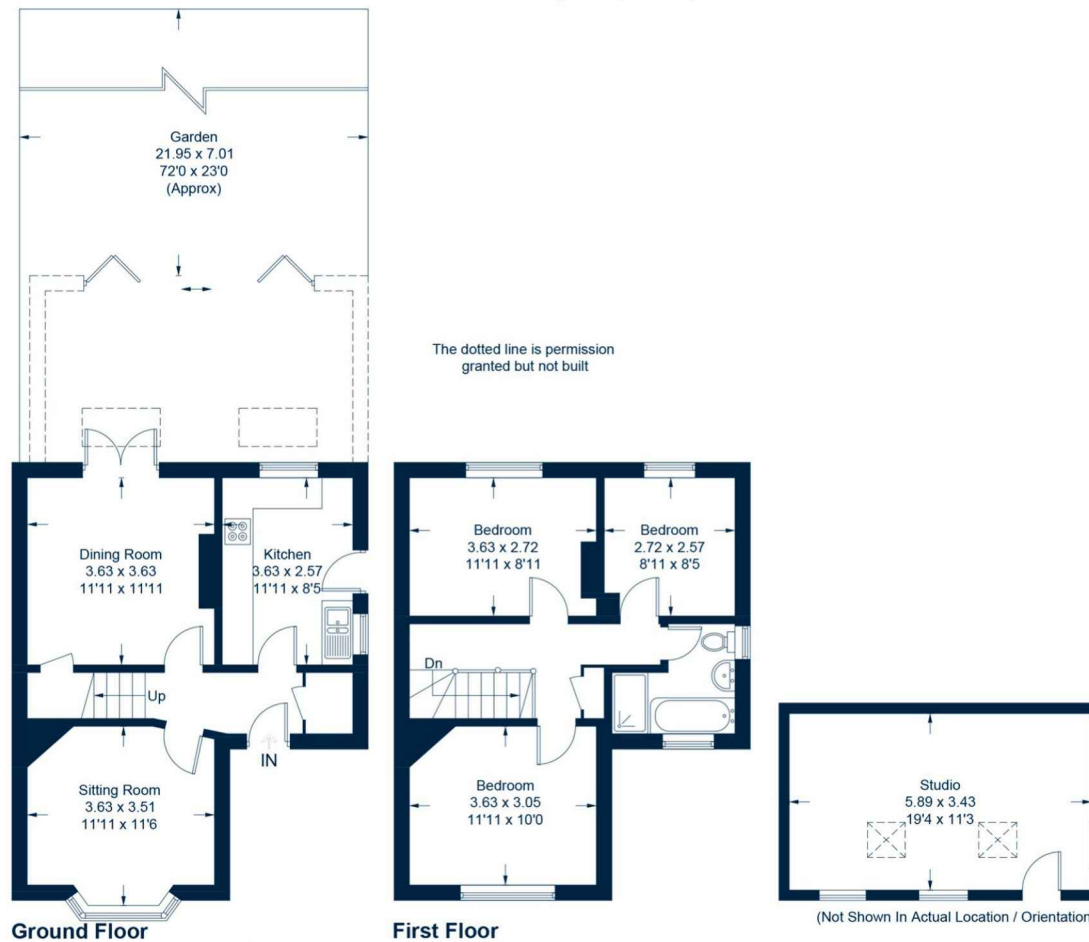 Garden
21.95 x 7.01
72'0 x 23'0
(Approx)
The dotted line is permission
granted but not built
Dining Room
3.63 x 3.63
11'11 x 11'11
Kitchen
3.63 x 2.57
11'11 x 8'5
Up
IN
Sitting Room
3.63 x 3.51
11'11 x 11'6
Ground Floor
Bedroom
3.63 x 2.72
11'11 x 8'11
Bedroom
2.72 x 2.57
8'11 x 8'5
Dn
Bedroom
3.63 x 3.05
11'11 x 10'0
First Floor
Studio
5.89 x 3.43
19'4 x 11'3
(Not Shown In Actual Location / Orientation